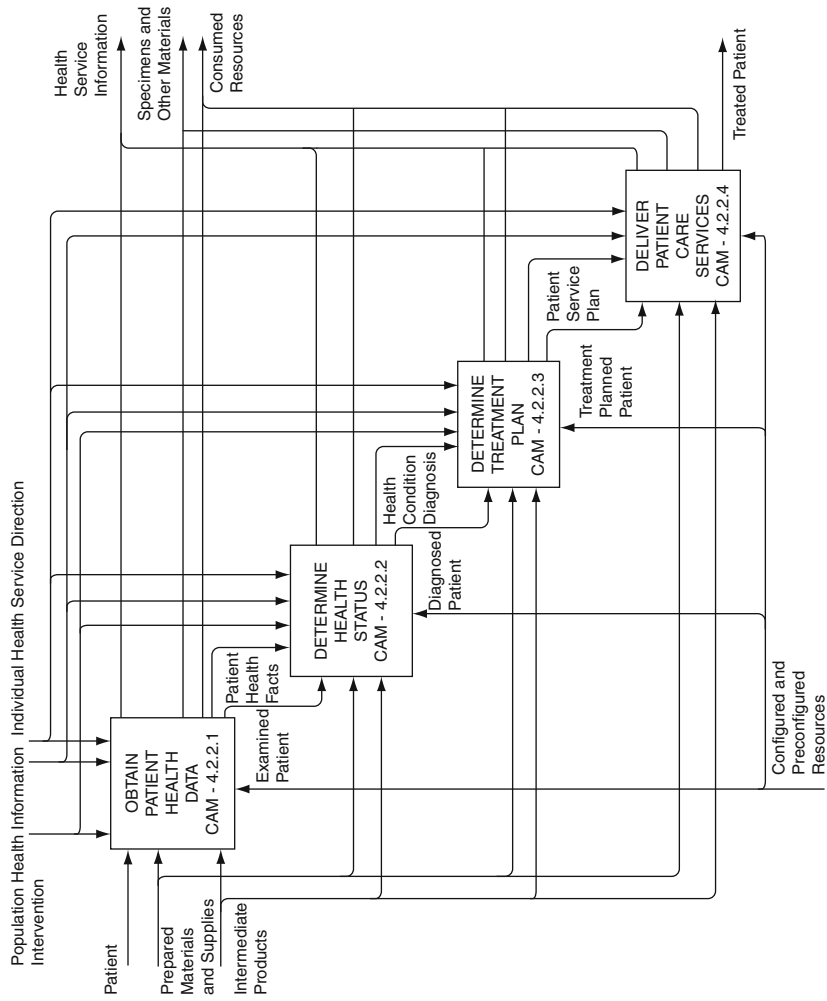 Population Health Information
Intervention
Individual Health Service Direction
Patient
Prepared
Materials
and Supplies
Intermediate
Products
OBTAIN
PATIENT
HEALTH
DATA
CAM - 4.2.2.1
Patient
Health
Facts
Examined
Patient
DETERMINE
HEALTH
STATUS
CAM - 4.2.2.2
Health
Condition
Diagnosis
Diagnosed
Patient
DETERMINE
TREATMENT
PLAN
CAM - 4.2.2.3
Patient
Service
Plan
Treatment
Planned
Patient
DELIVER
PATIENT
CARE
SERVICES
CAM - 4.2.2.4
Health
Service
Information
Specimens and
Other Materials
Consumed
Resources
Treated Patient
Configured and
Preconfigured
Resources